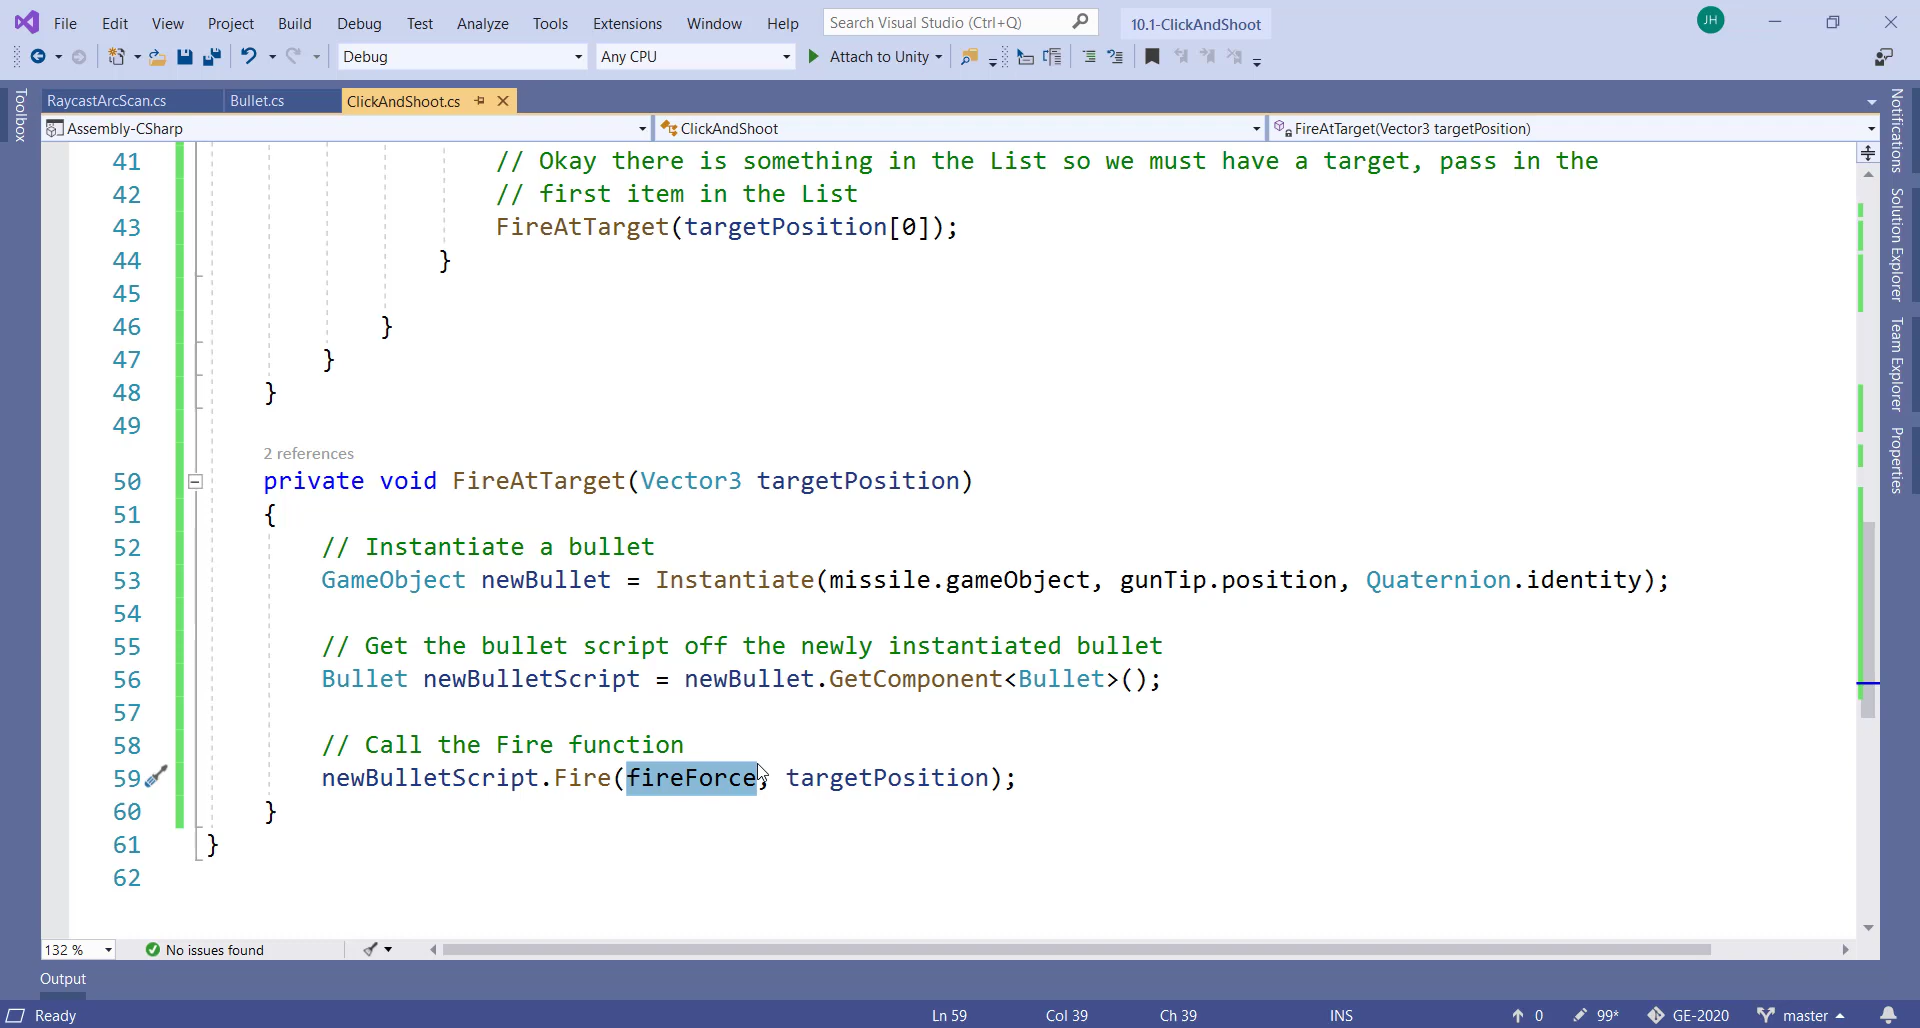 File Edit View Project Build Debug Test Analyze Tools Extensions Window Help Search Visual Studio (Ctrl+Q) 10.1-ClickAndShoot JH
Debug Any CPU Attach to Unity
Toolbox
RaycastArcScan.cs Bullet.cs ClickAndShoot.cs
Assembly-CSharp ClickAndShoot FireAtTarget(Vector3 targetPosition)
41 // Okay there is something in the List so we must have a target, pass in the
42 // first item in the List
43 FireAtTarget(targetPosition[0]);
44 }
45
46 }
47 }
48 }
49
2 references
50 private void FireAtTarget(Vector3 targetPosition)
51 {
52 // Instantiate a bullet
53 GameObject newBullet = Instantiate(missile.gameObject, gunTip.position, Quaternion.identity);
54
55 // Get the bullet script off the newly instantiated bullet
56 Bullet newBulletScript = newBullet.GetComponent<Bullet>();
57
58 // Call the Fire function
59 newBulletScript.Fire(fireForce, targetPosition);
60 }
61 }
62
Notifications
Solution Explorer
Team Explorer
Properties
132 % No issues found
Output
Ready Ln 59 Col 39 Ch 39 INS 0 99* GE-2020 master